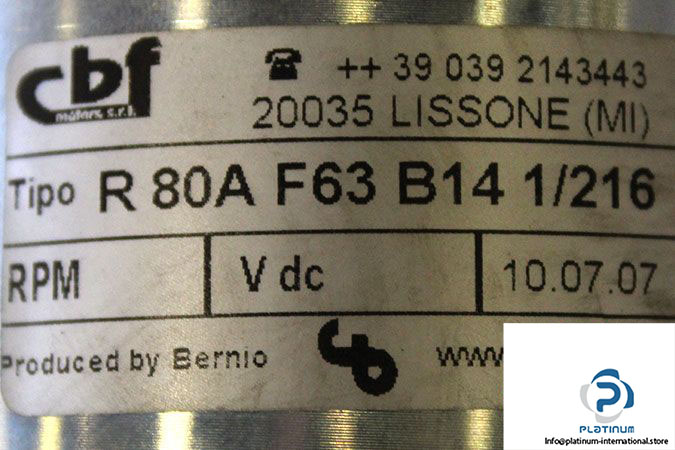 cbf
motors s.r.l.
++ 39 039 2143443
20035 LISSONE (MI)
Tipo R 80A F63 B14 1/216
RPM
V dc
10.07.07
Produced by Bernio
www.
PLATINUM
Info@platinum-international.store